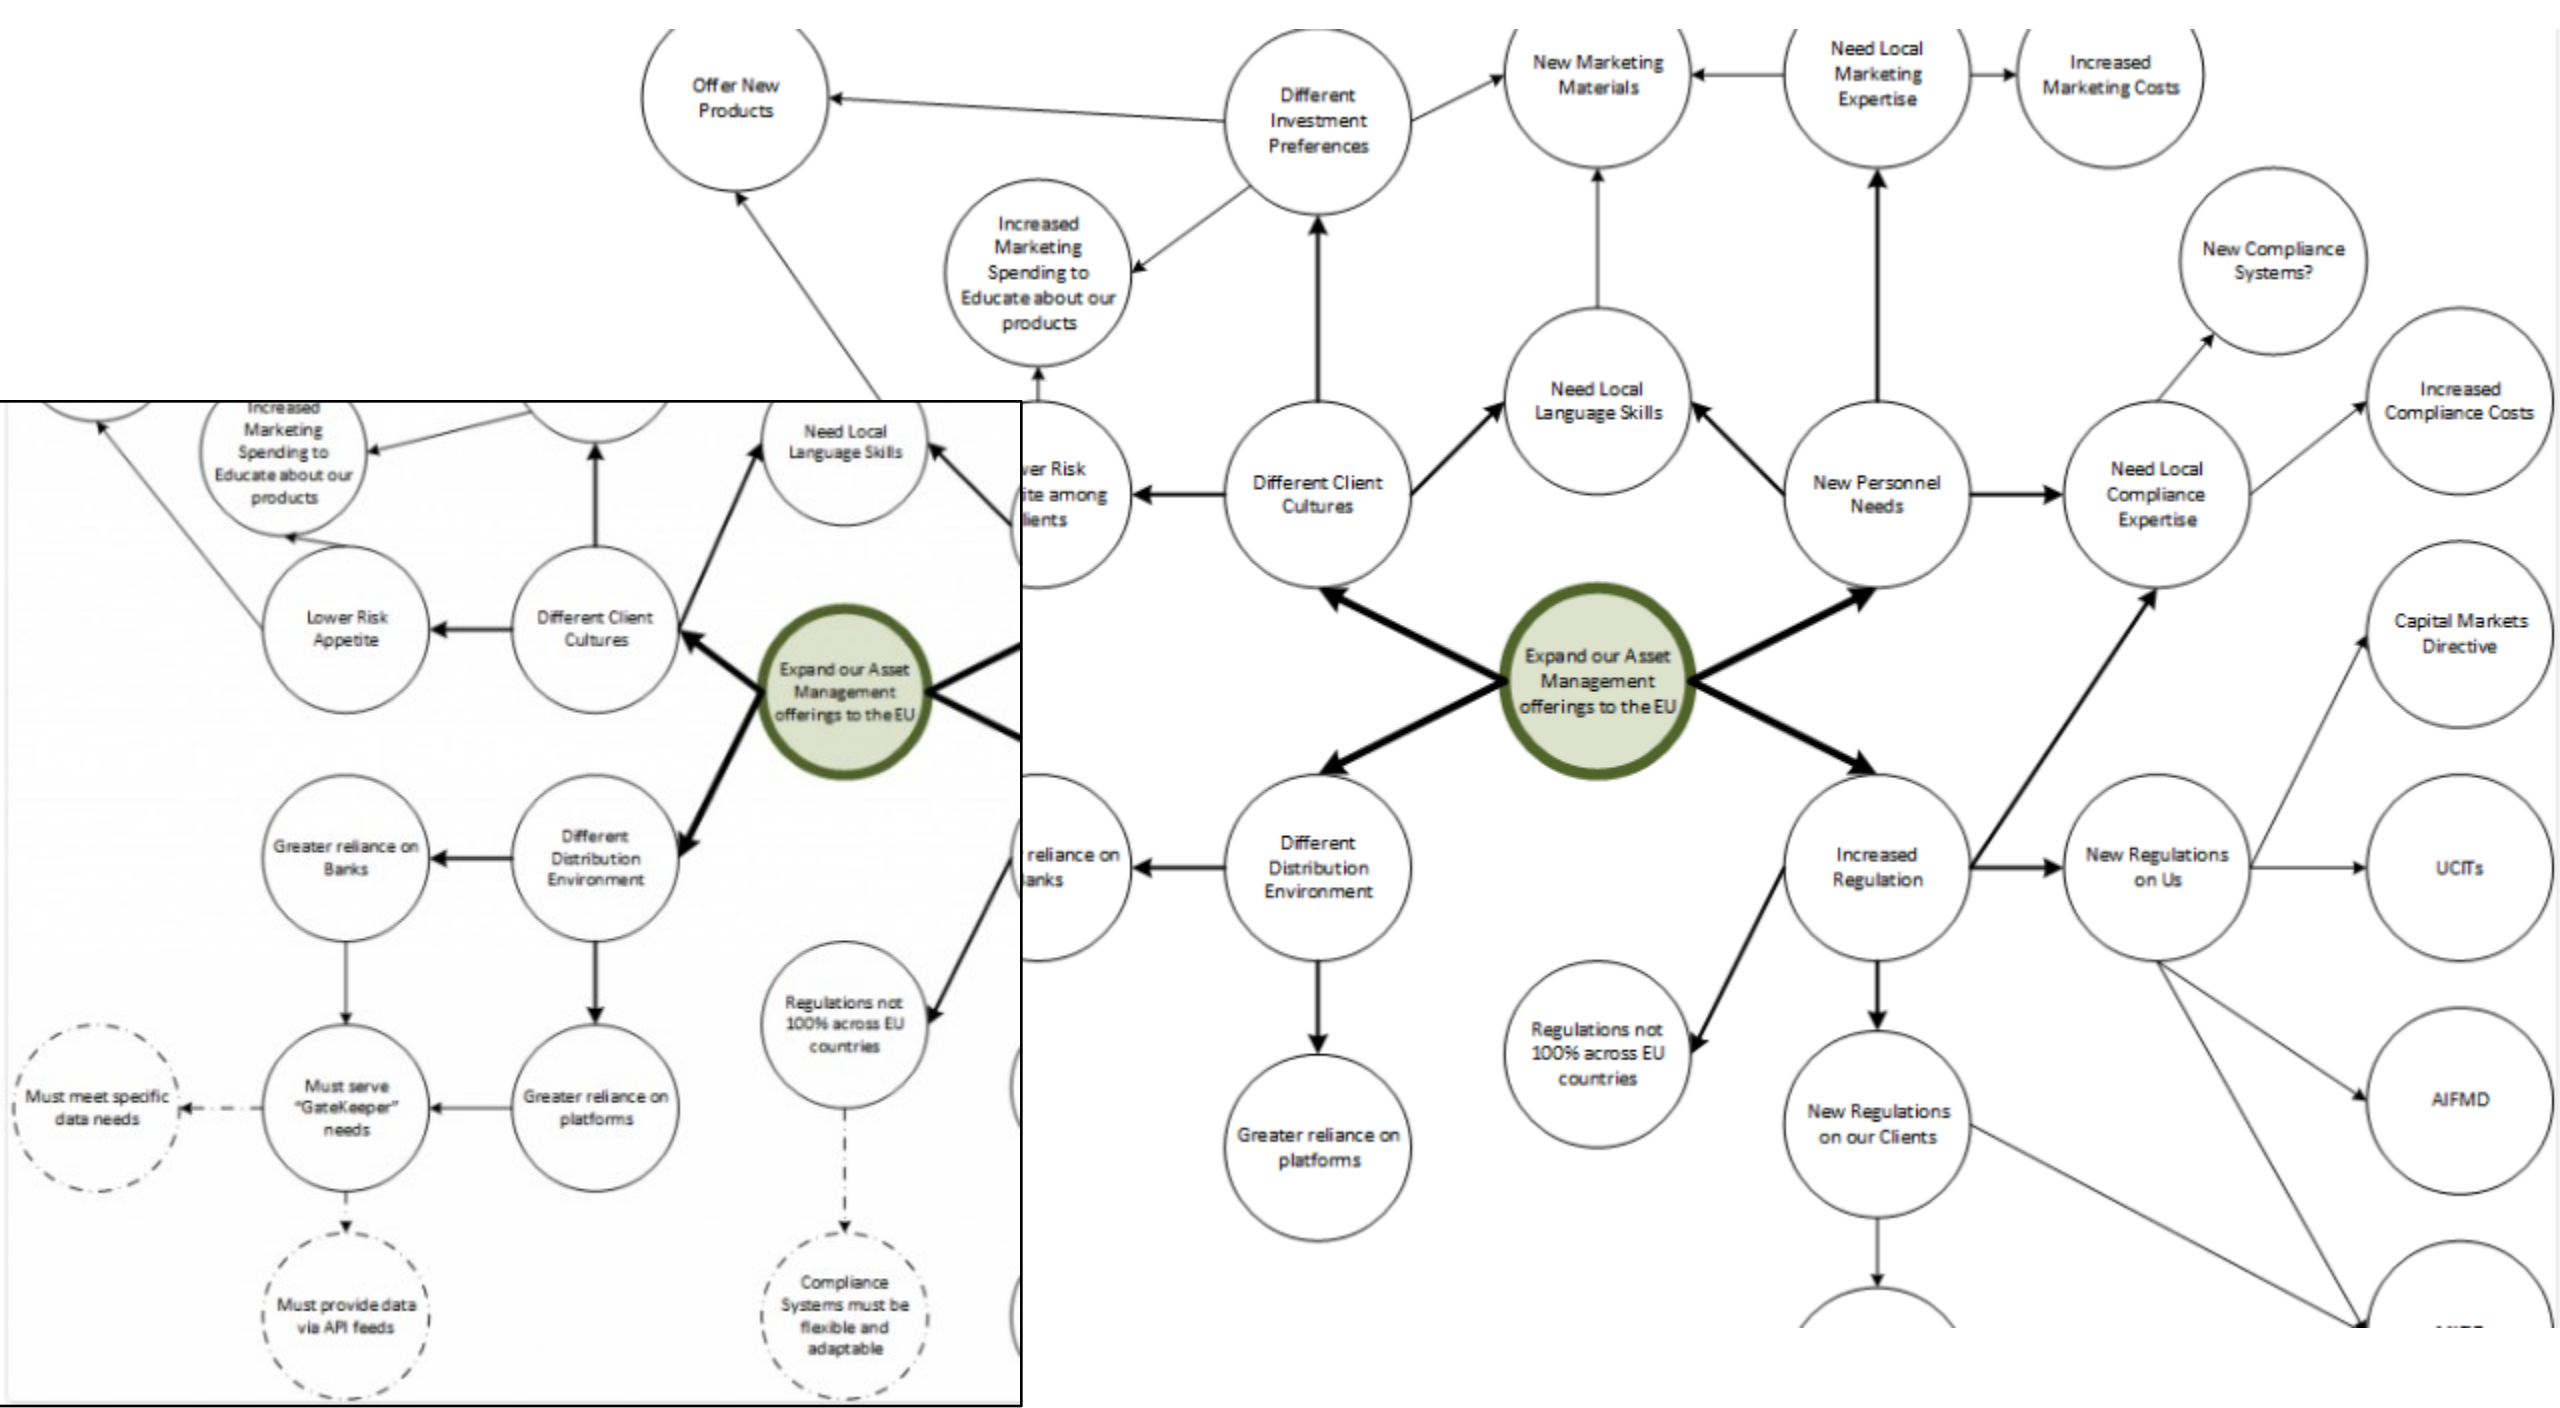 Offer New
Products
Different
Investment
Preferences
New Marketing
Materials
Need Local
Marketing
Expertise
Increased
Marketing Costs
Increased
Marketing
Spending to
Educate about our
products
New Compliance
Systems?
Need Local
Language Skills
Increased
Compliance Costs
Different Client
Cultures
New Personnel
Needs
Need Local
Compliance
Expertise
Risk
among
Expand our Asset
Management
offerings to the EU
Capital Markets
Directive
reliance on
Different
Distribution
Environment
Increased
Regulation
New Regulations
on Us
UCITs
Regulations not
100% across EU
countries
Greater reliance on
platforms
New Regulations
on our Clients
AIFMD
Increased
Marketing
Spending to
Educate about our
products
Need Local
Language Skills
Lower Risk
Appetite
Different Client
Cultures
Expand our Asset
Management
offerings to the EU
Greater reliance on
Banks
Different
Distribution
Environment
Regulations not
100% across EU
countries
Must meet specific
data needs
Must serve
"GateKeeper"
needs
Greater reliance on
platforms
Must provide data
via API feeds
Compliance
Systems must be
flexible and
adaptable